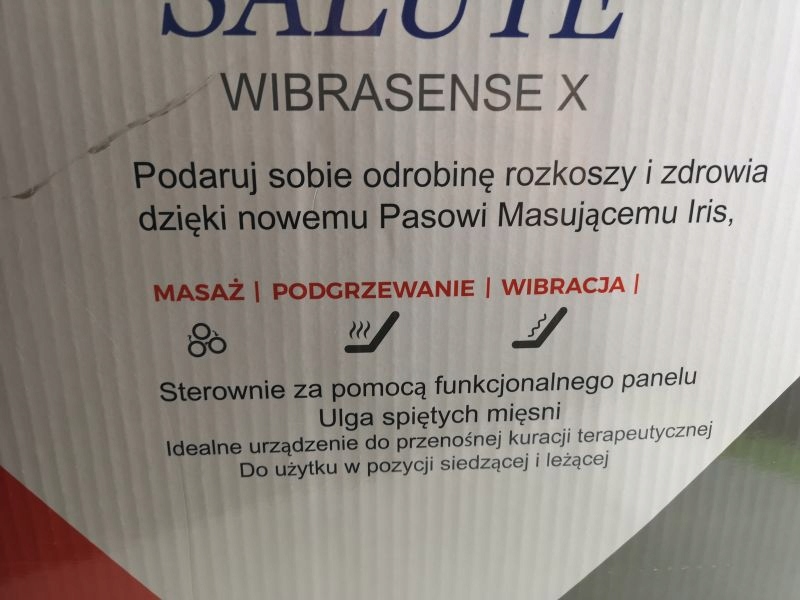 SALUTE
WIBRASENSE X
Podaruj sobie odrobinę rozkoszy i zdrowia
dzięki nowemu Pasowi Masującemu Iris,
MASAŻ | PODGRZEWANIE | WIBRACJA |
Sterownie za pomocą funkcjonalnego panelu
Ulga spiętych mięsni
Idealne urządzenie do przenośnej kuracji terapeutycznej
Do użytku w pozycji siedzącej i leżącej